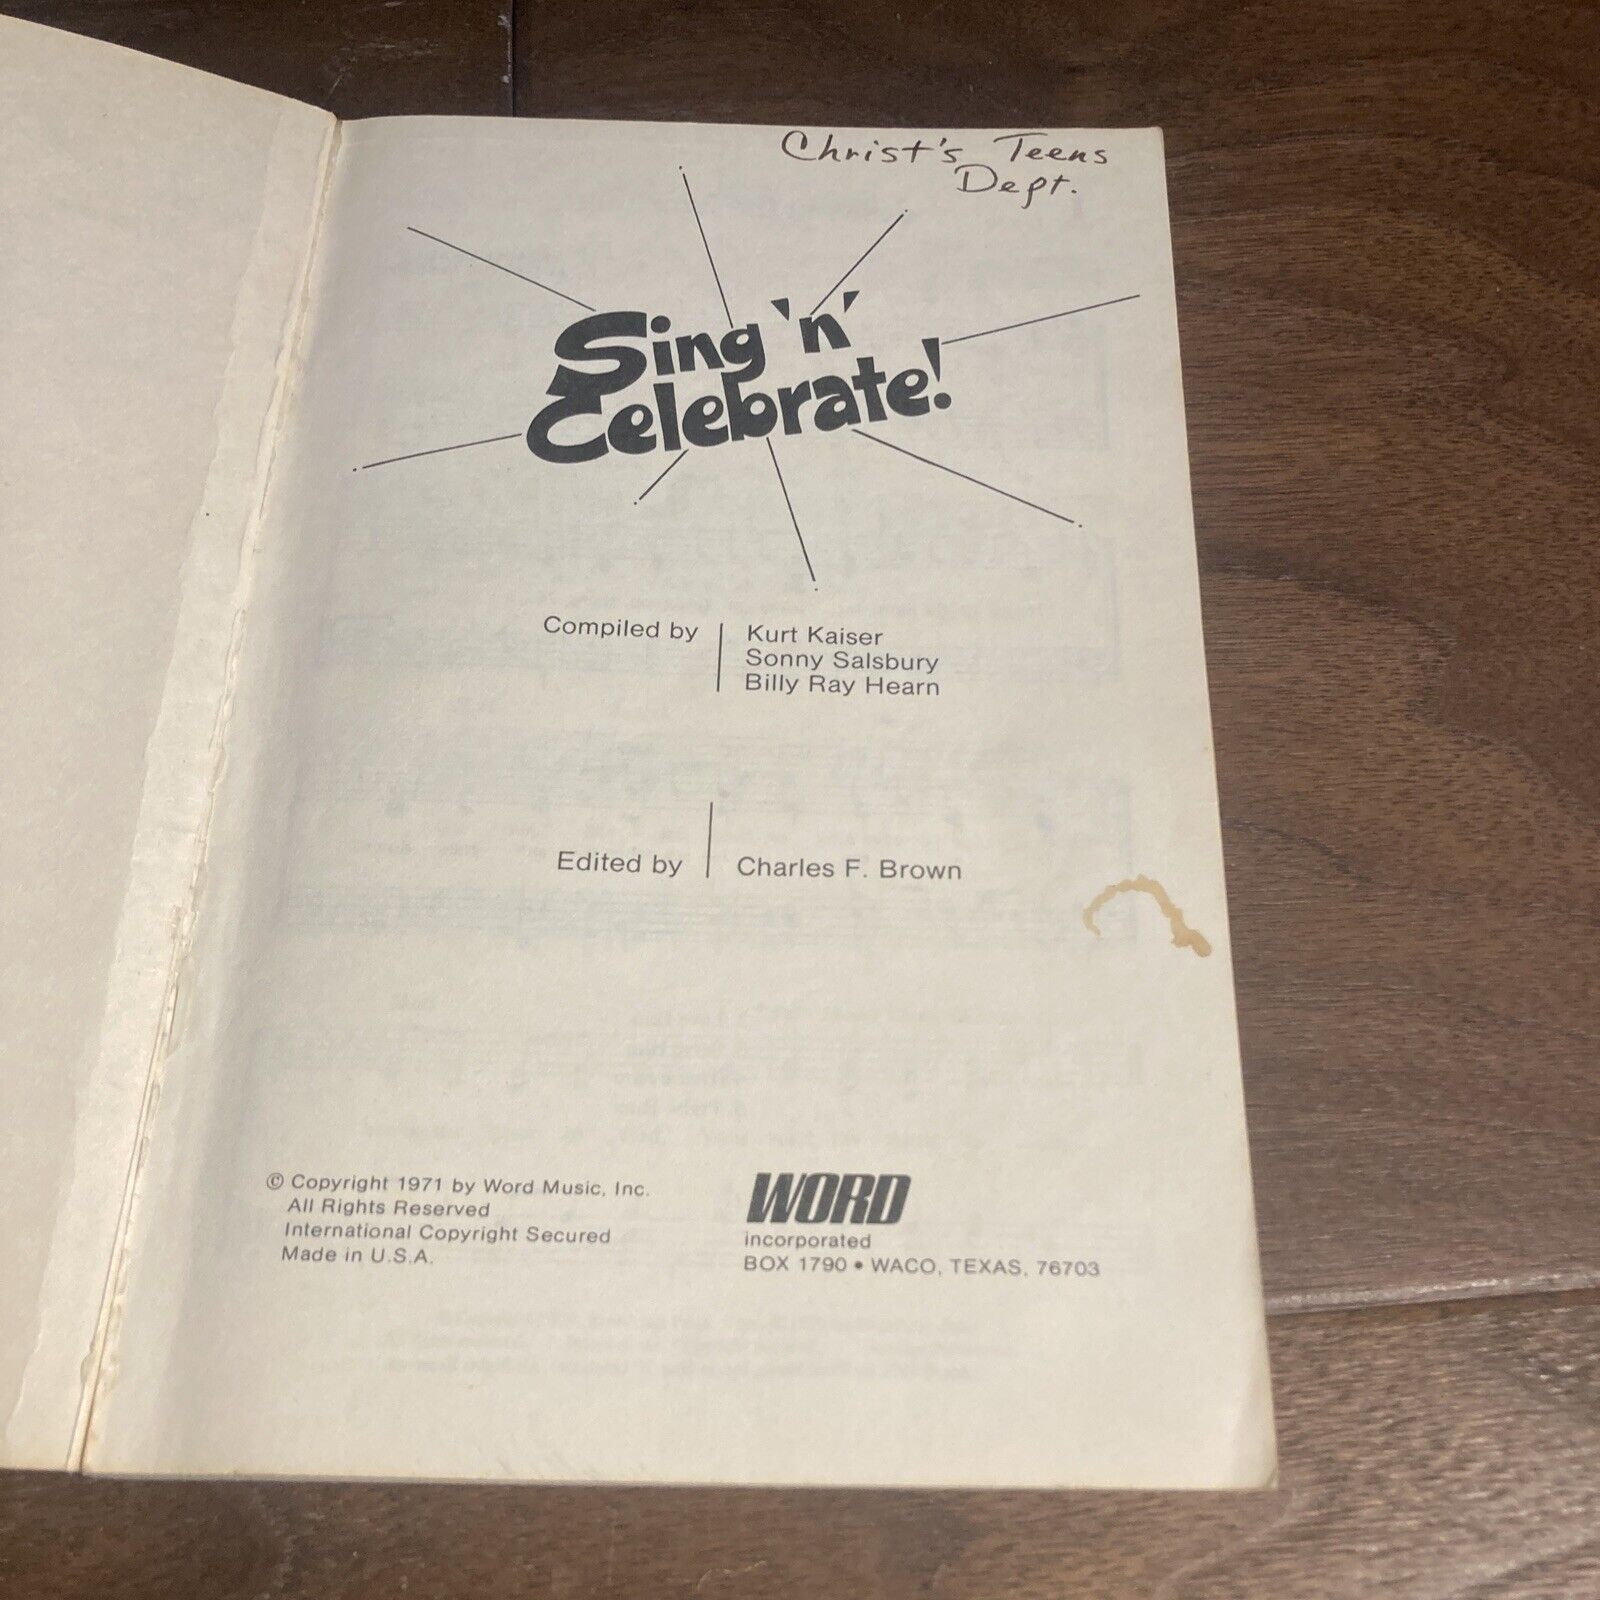 Christ's Teens
Dept.
Sing 'n'
Celebrate!
Compiled by
Kurt Kaiser
Sonny Salsbury
Billy Ray Hearn
Edited by
Charles F. Brown
© Copyright 1971 by Word Music, Inc.
All Rights Reserved
International Copyright Secured
Made in U.S.A.
WORD
incorporated
BOX 1790 • WACO, TEXAS, 76703